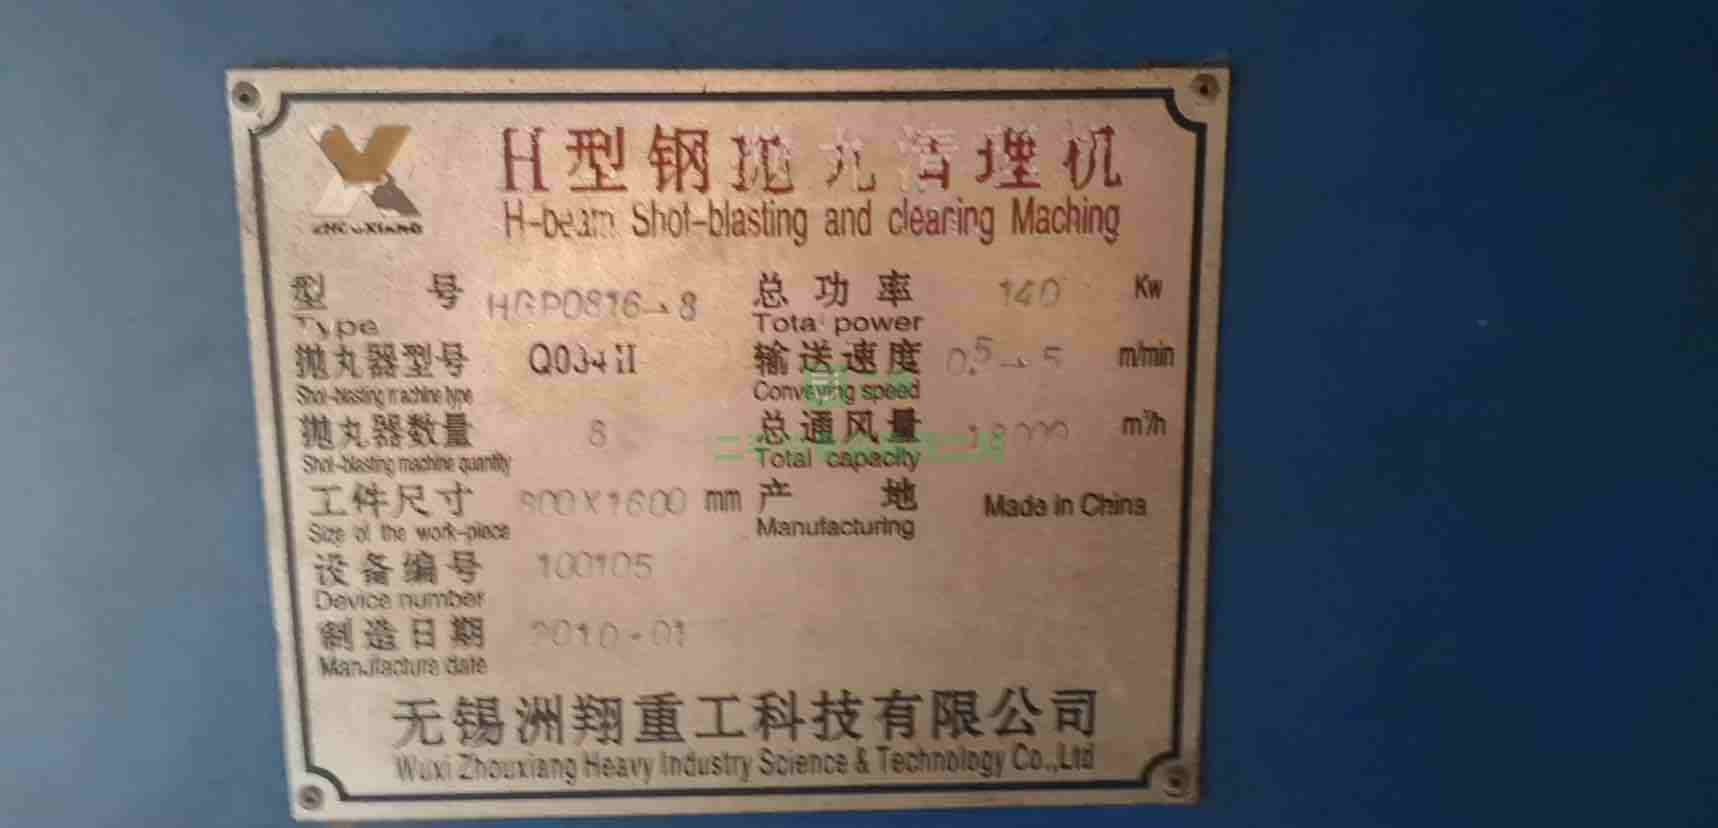 ZHOUXIANG
H型钢抛丸清理机
H-beam Shot-blasting and clearing Maching
型号 HGP0816-8 总功率 140 Kw
Type Total power
抛丸器型号 Q034II 输送速度 0.5-5 m/min
Shot-blasting machine type Conveying speed
抛丸器数量 8 总通风量 18000 m³/h
Shot-blasting machine quantity Total capacity
工件尺寸 800X1600 mm 产地 Made in China
Size of the work-piece Manufacturing
设备编号 100105
Device number
制造日期 2010-01
Manufacture date
无锡洲翔重工科技有限公司
Wuxi Zhouxiang Heavy Industry Science & Technology Co.,Ltd